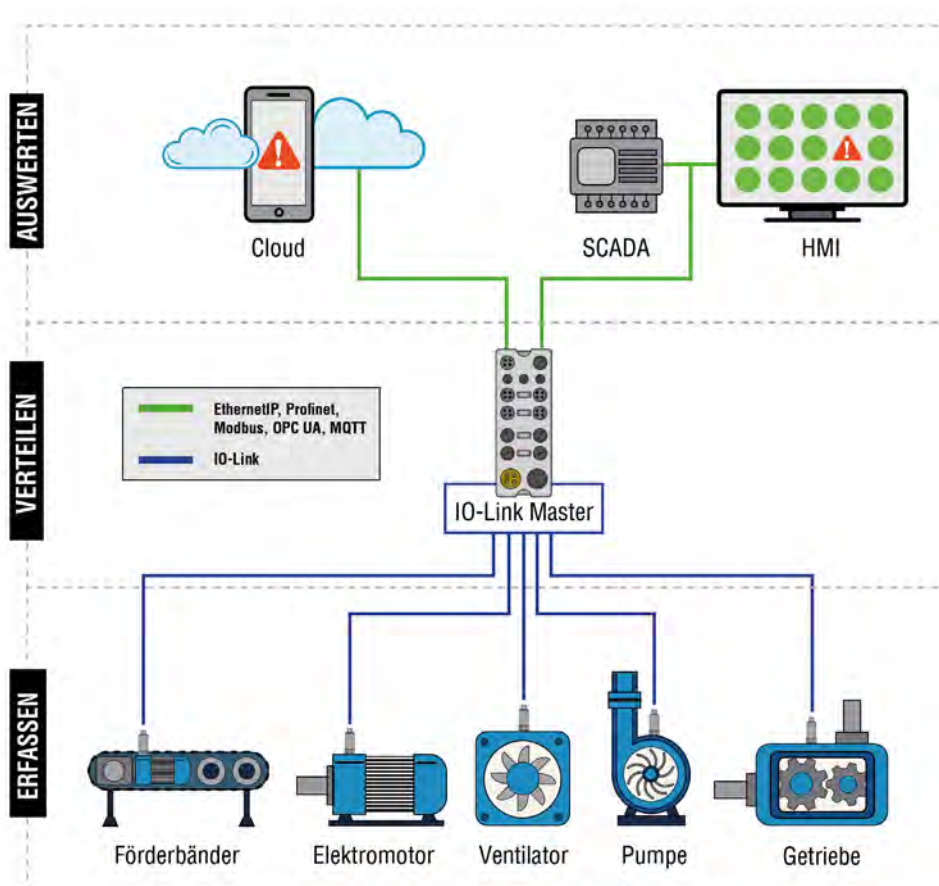 AUSWERTEN
Cloud
SCADA
HMI
VERTEILEN
EthernetIP, Profinet,
Modbus, OPC UA, MQTT
IO-Link
IO-Link Master
ERFASSEN
Förderbänder
Elektromotor
Ventilator
Pumpe
Getriebe